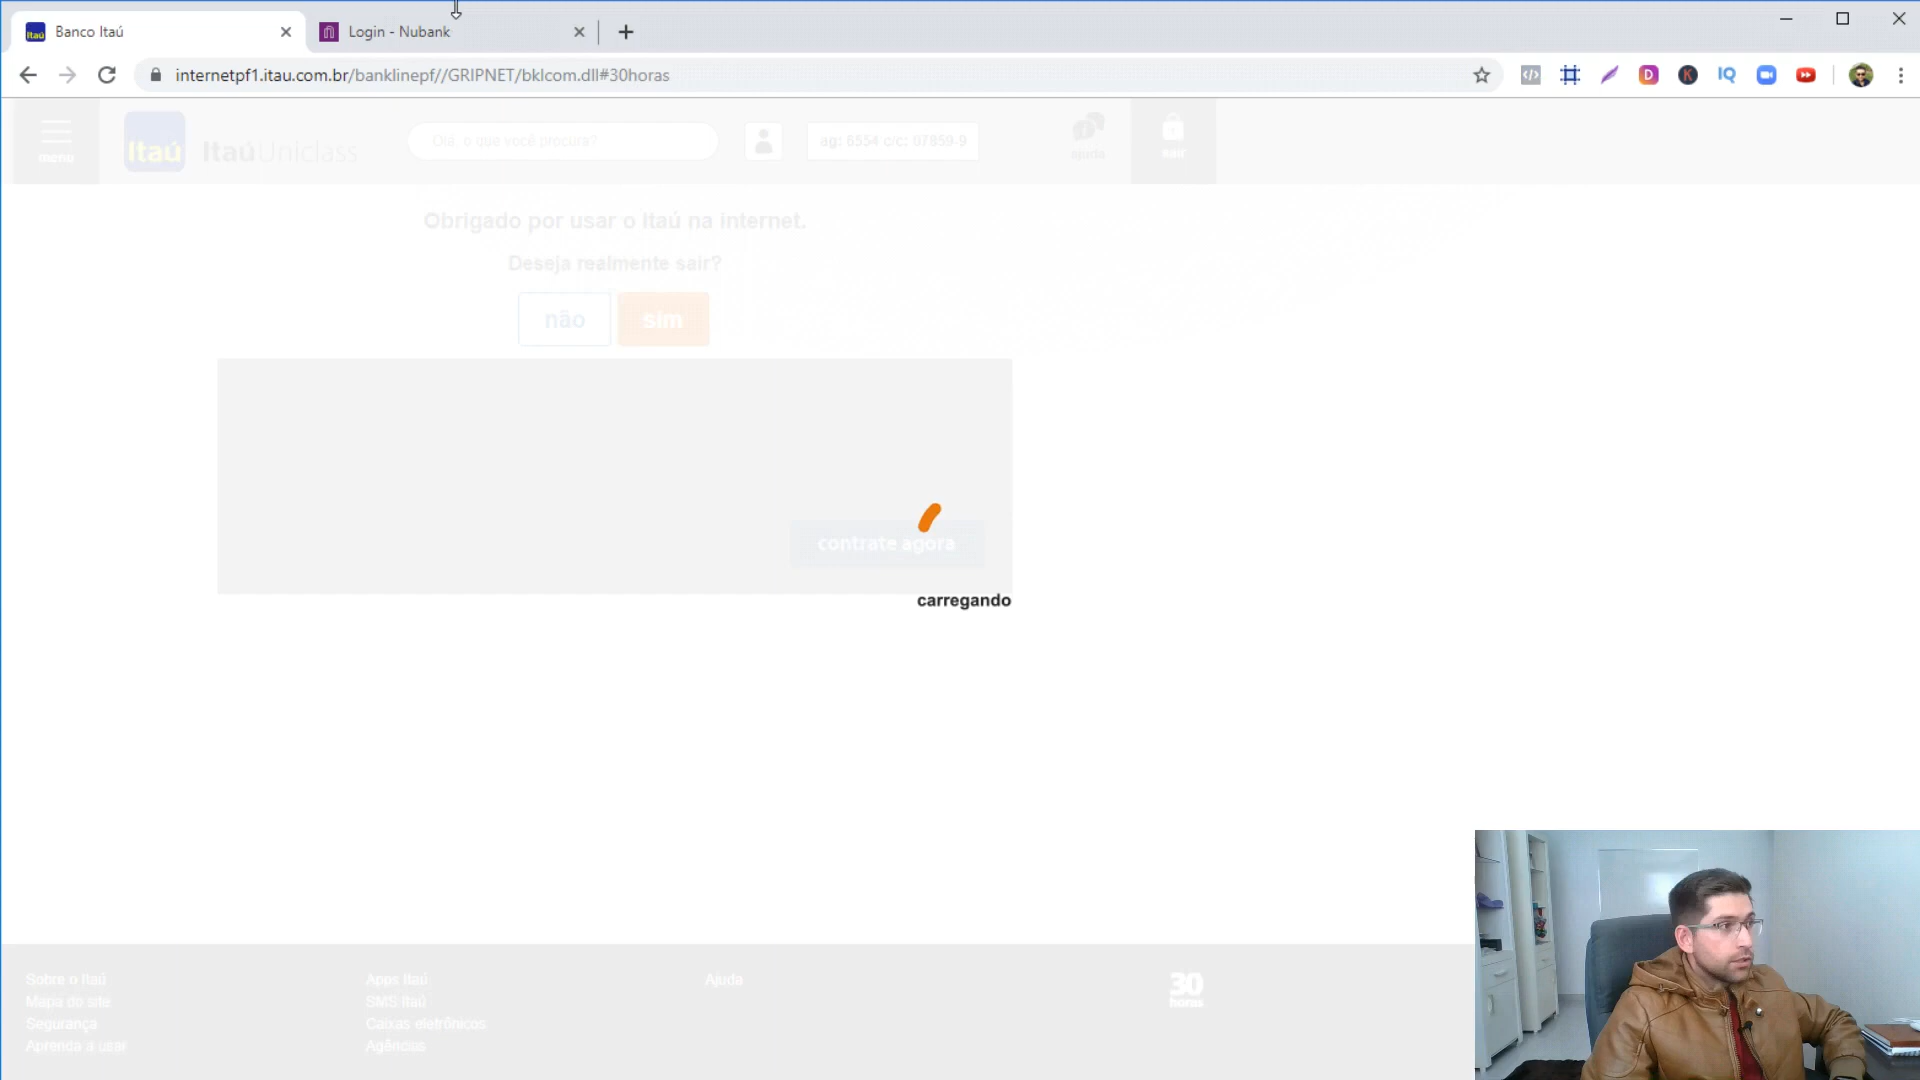 Banco Itaú
Login - Nubank
internetpf1.itau.com.br/banklinepf//GRIPNET/bklcom.dll#30horas
menu
Itaú
ItaúUniclass
Olá, o que você procura?
ag: 6554 c/c: 07859-9
ajuda
sair
Obrigado por usar o Itaú na internet.
Deseja realmente sair?
não
sim
contrate agora
carregando
Sobre o Itaú
Mapa do site
Segurança
Aprenda a usar
Apps Itaú
SMS Itaú
Caixas eletrônicos
Agências
Ajuda
30
horas